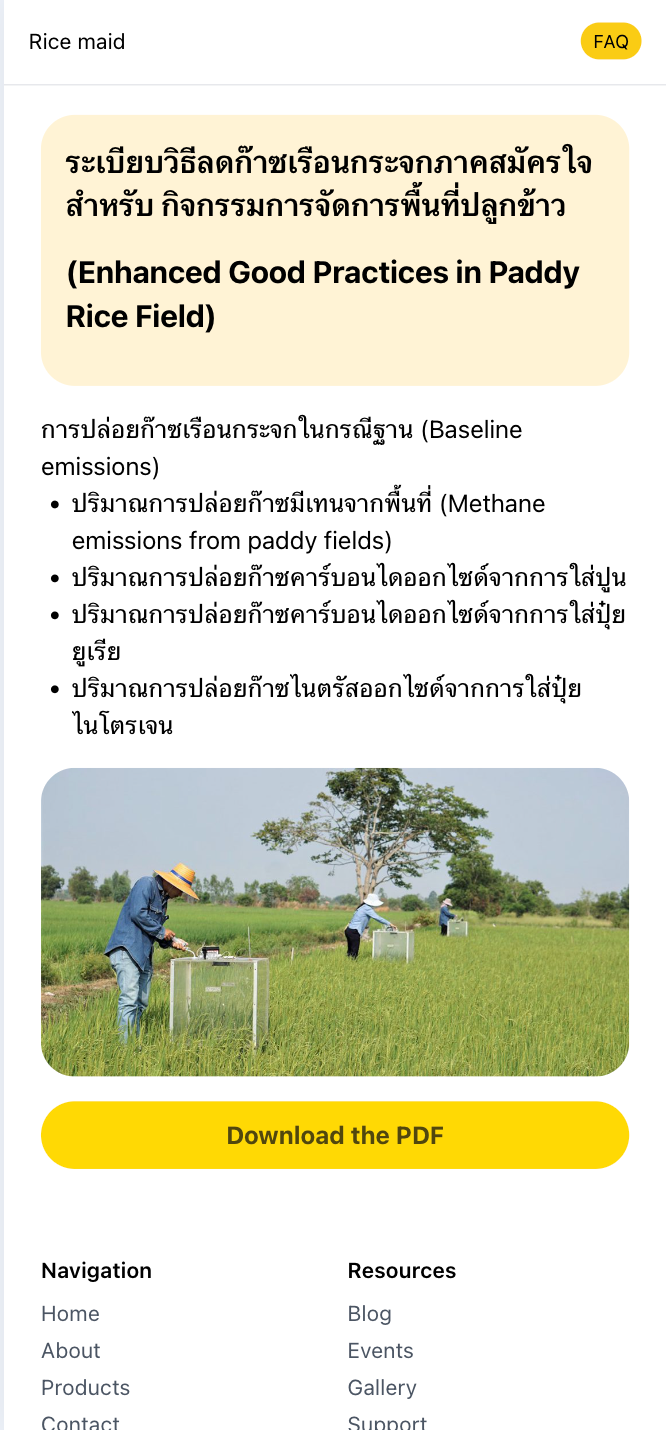 Rice maid
FAQ
ระเบียบวิธีลดก๊าซเรือนกระจกภาคสมัครใจ
สำหรับ กิจกรรมการจัดการพื้นที่ปลูกข้าว
(Enhanced Good Practices in Paddy
Rice Field)
การปล่อยก๊าซเรือนกระจกในกรณีฐาน (Baseline
emissions)
• ปริมาณการปล่อยก๊าซมีเทนจากพื้นที่ (Methane
emissions from paddy fields)
• ปริมาณการปล่อยก๊าซคาร์บอนไดออกไซด์จากการใส่ปูน
• ปริมาณการปล่อยก๊าซคาร์บอนไดออกไซด์จากการใส่ปุ๋ย
ยูเรีย
• ปริมาณการปล่อยก๊าซไนตรัสออกไซด์จากการใส่ปุ๋ย
ไนโตรเจน
Download the PDF
Navigation
Home
About
Products
Contact
Resources
Blog
Events
Gallery
Support